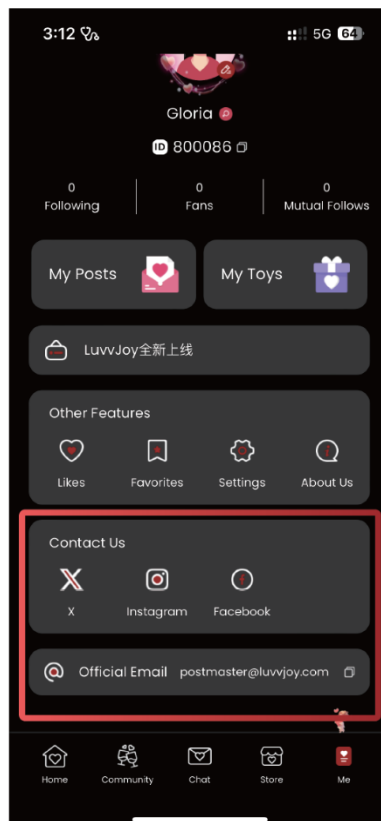 3:12
5G 64
Gloria
ID 800086
0
Following
0
Fans
0
Mutual Follows
My Posts
My Toys
LuvvJoy全新上线
Other Features
Likes
Favorites
Settings
About Us
Contact Us
X
Instagram
Facebook
Official Email postmaster@luvvjoy.com
Home
Community
Chat
Store
Me